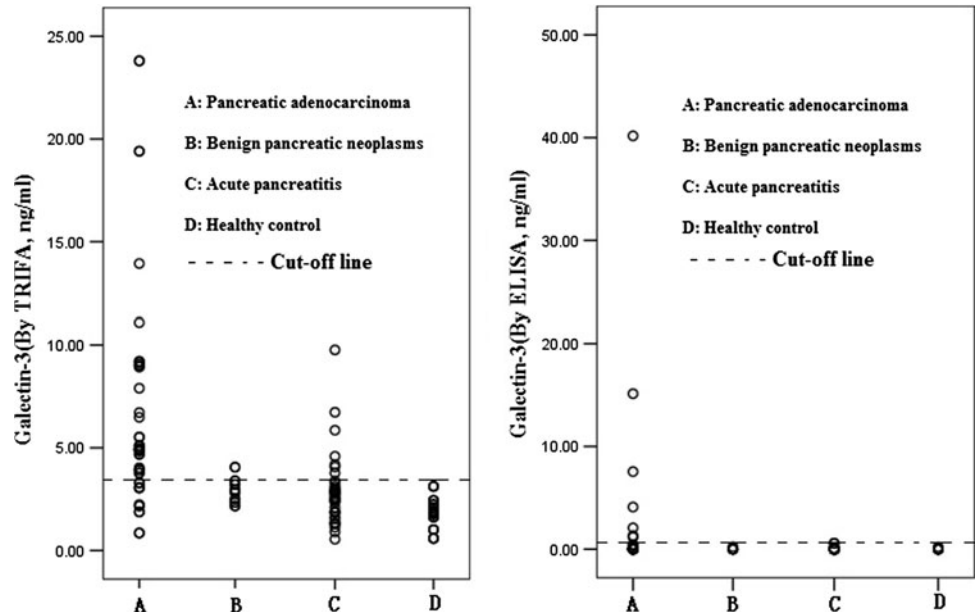 Galectin-3(By TRIFA, ng/ml)
25.00
20.00
15.00
10.00
5.00
0.00
A: Pancreatic adenocarcinoma
B: Benign pancreatic neoplasms
C: Acute pancreatitis
D: Healthy control
Cut-off line
A B C D
Galectin-3(By ELISA, ng/ml)
50.00
40.00
30.00
20.00
10.00
0.00
A: Pancreatic adenocarcinoma
B: Benign pancreatic neoplasms
C: Acute pancreatitis
D: Healthy control
Cut-off line
A B C D